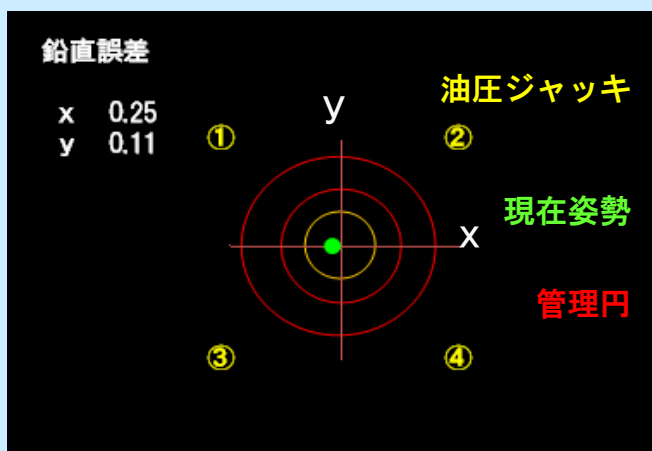 鉛直誤差
x 0.25
y 0.11
油圧ジャッキ
y
① ②
現在姿勢
x
管理円
③ ④